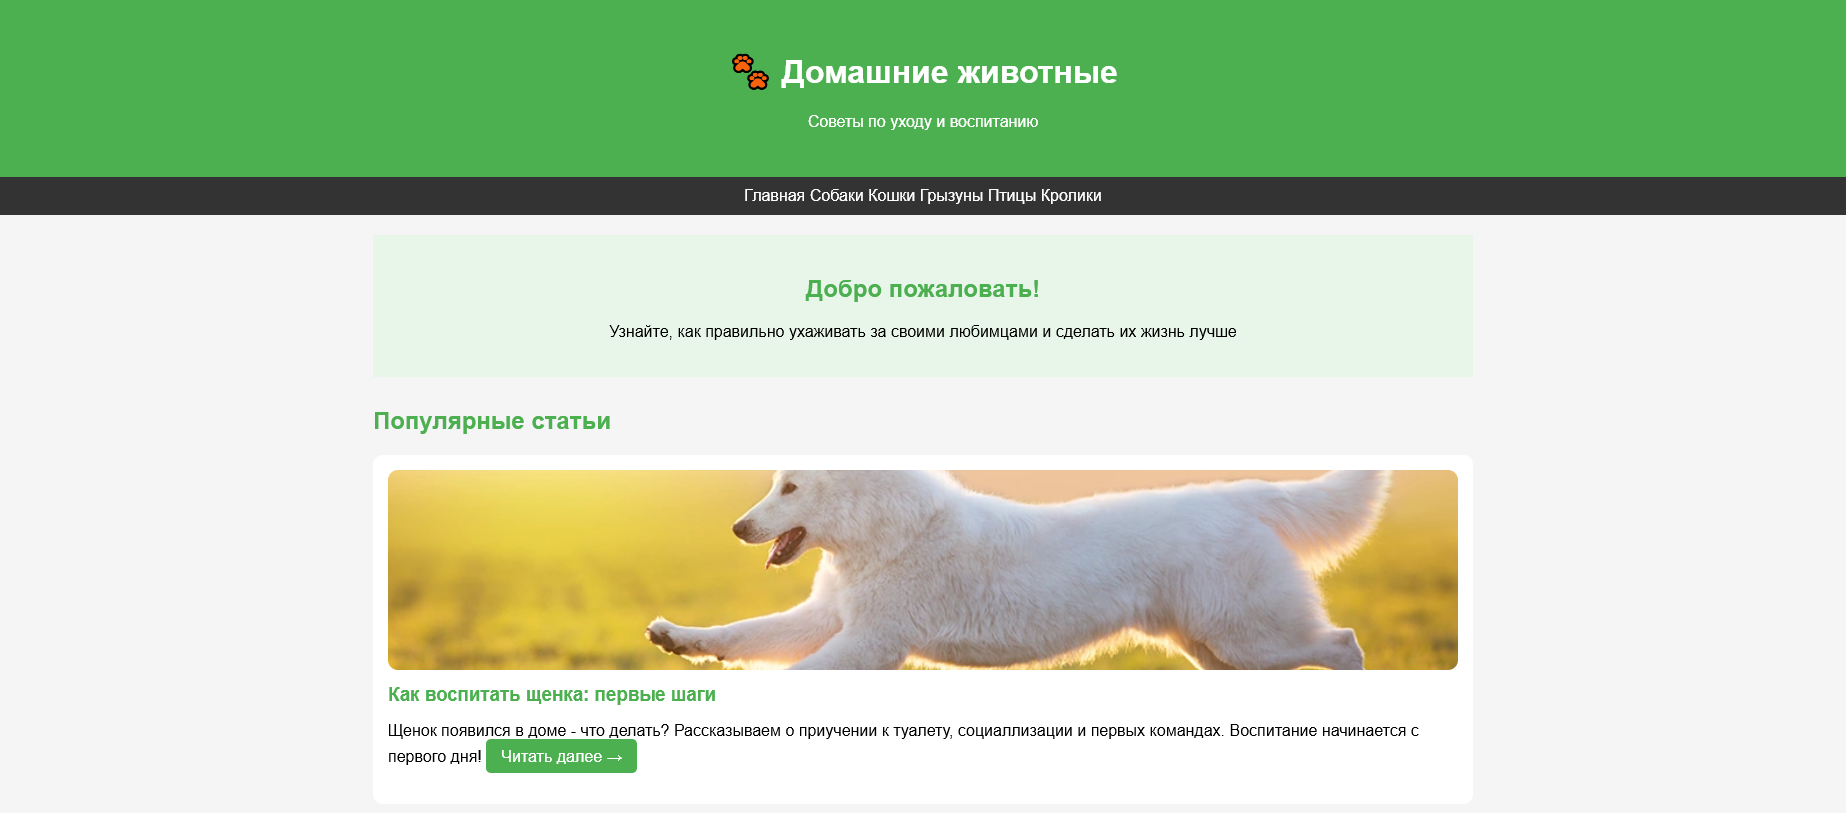 Домашние животные
Советы по уходу и воспитанию
Главная Собаки Кошки Грызуны Птицы Кролики
Добро пожаловать!
Узнайте, как правильно ухаживать за своими любимцами и сделать их жизнь лучше
Популярные статьи
Как воспитать щенка: первые шаги
Щенок появился в доме - что делать? Рассказываем о приучении к туалету, социаллизации и первых командах. Воспитание начинается с
первого дня! Читать далее →